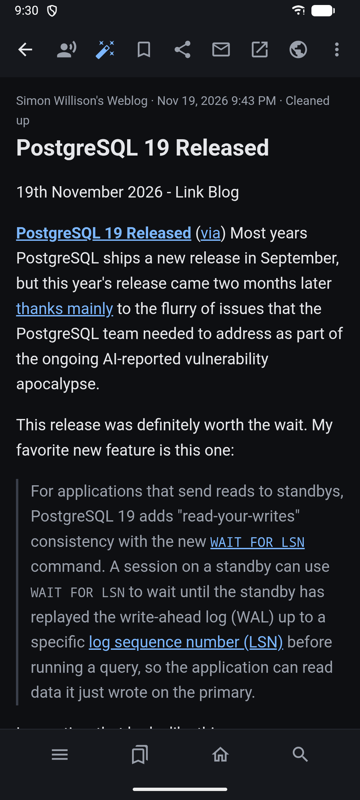 9:30
Simon Willison's Weblog · Nov 19, 2026 9:43 PM · Cleaned
up
PostgreSQL 19 Released
19th November 2026 - Link Blog
PostgreSQL 19 Released (via) Most years
PostgreSQL ships a new release in September,
but this year's release came two months later
thanks mainly to the flurry of issues that the
PostgreSQL team needed to address as part of
the ongoing AI-reported vulnerability
apocalypse.
This release was definitely worth the wait. My
favorite new feature is this one:
For applications that send reads to standbys,
PostgreSQL 19 adds "read-your-writes"
consistency with the new WAIT FOR LSN
command. A session on a standby can use
WAIT FOR LSN to wait until the standby has
replayed the write-ahead log (WAL) up to a
specific log sequence number (LSN) before
running a query, so the application can read
data it just wrote on the primary.